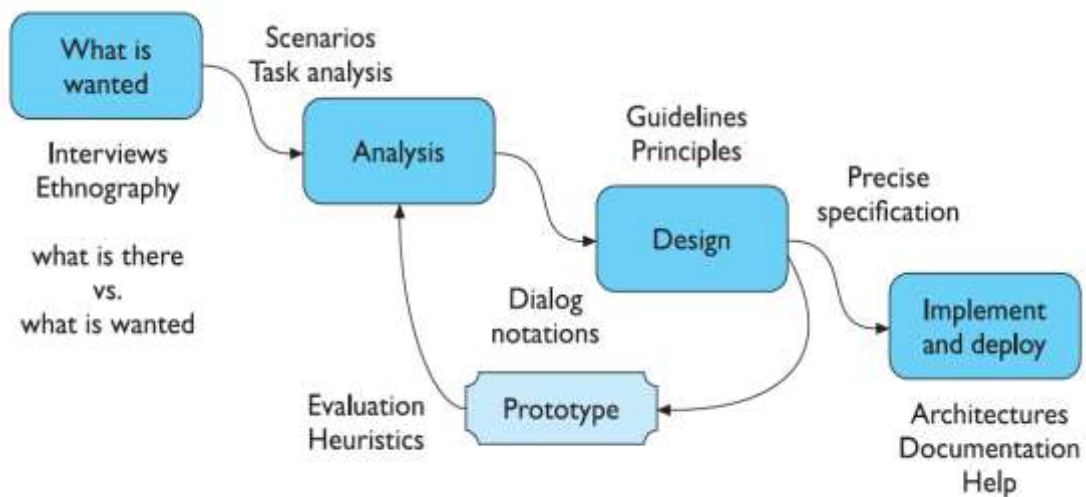 What is
wanted
Scenarios
Task analysis
Interviews
Ethnography
what is there
vs.
what is wanted
Analysis
Guidelines
Principles
Design
Precise
specification
Dialog
notations
Implement
and deploy
Evaluation
Heuristics
Prototype
Architectures
Documentation
Help